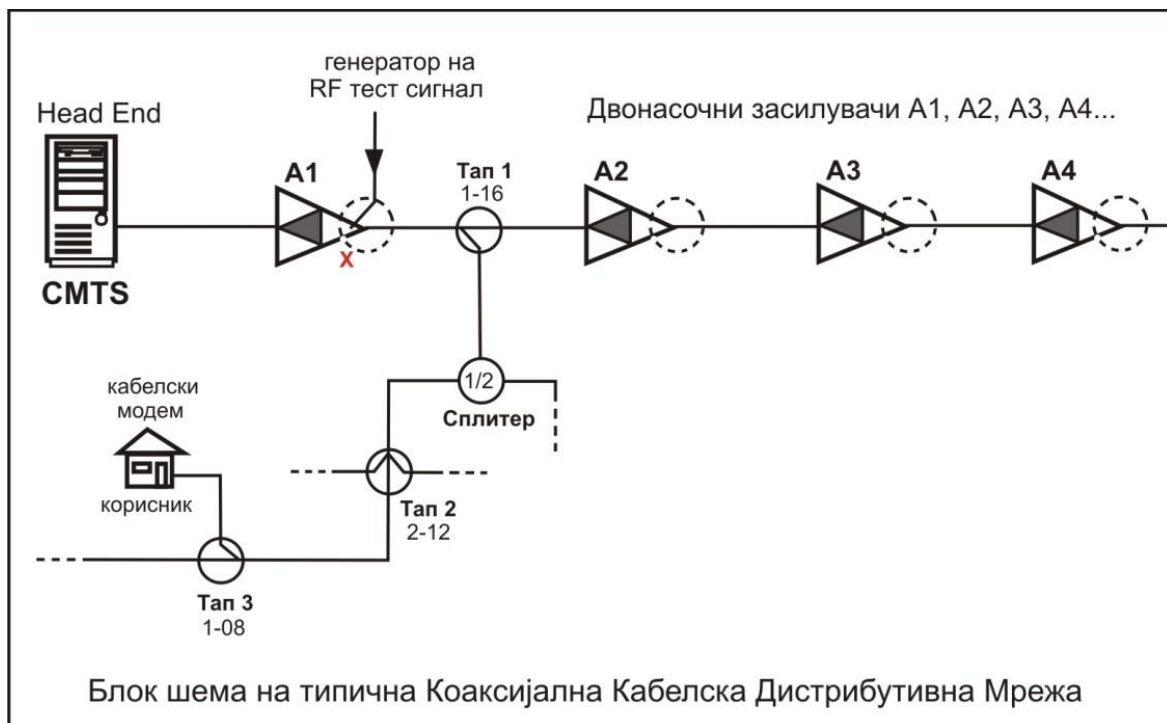 генератор на
RF тест сигнал
Head End
Двонасочни засилувачи A1, A2, A3, A4...
A1
Тап 1
1-16
A2
A3
A4
X
CMTS
1/2
Сплитер
кабелски
модем
корисник
Тап 2
2-12
Тап 3
1-08
Блок шема на типична Коаксијална Кабелска Дистрибутивна Мрежа